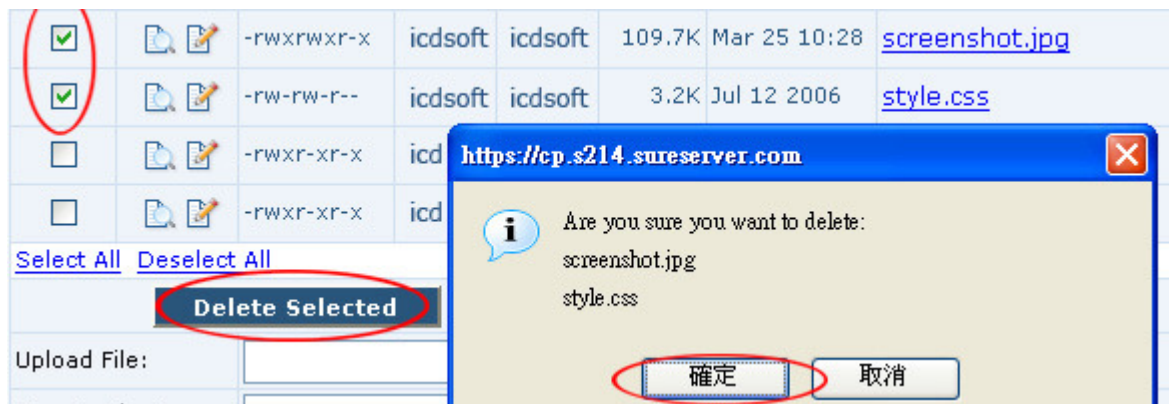 -rwxrwxr-x icdsoft icdsoft 109.7K Mar 25 10:28 screenshot.jpg
-rw-rw-r-- icdsoft icdsoft 3.2K Jul 12 2006 style.css
-rwxr-xr-x icd
-rwxr-xr-x icd
Select All Deselect All
Delete Selected
Upload File:
https://cp.s214.sureserver.com
Are you sure you want to delete:
screenshot.jpg
style.css
確定 取消